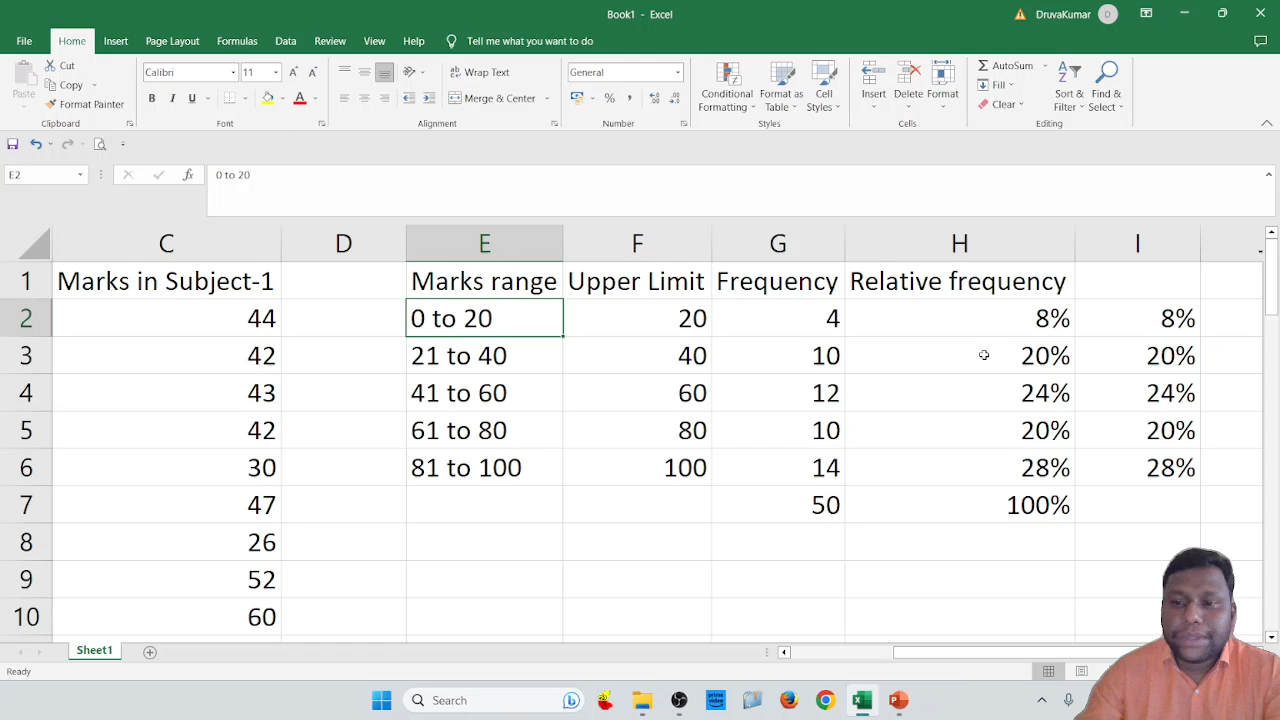 Book1 - Excel
DruvaKumar D
File Home Insert Page Layout Formulas Data Review View Help Tell me what you want to do
Paste
Cut
Copy
Format Painter
Clipboard
Calibri 11
B I U
Font
Wrap Text
Merge & Center
Alignment
General
Number
Conditional Formatting
Format as Table
Cell Styles
Styles
Insert Delete Format
Cells
AutoSum
Fill
Clear
Sort & Filter
Find & Select
Editing
E2 fx 0 to 20
C D E F G H I
1 Marks in Subject-1 Marks range Upper Limit Frequency Relative frequency
2 44 0 to 20 20 4 8% 8%
3 42 21 to 40 40 10 20% 20%
4 43 41 to 60 60 12 24% 24%
5 42 61 to 80 80 10 20% 20%
6 30 81 to 100 100 14 28% 28%
7 47 50 100%
8 26
9 52
10 60
Sheet1
Ready
Search